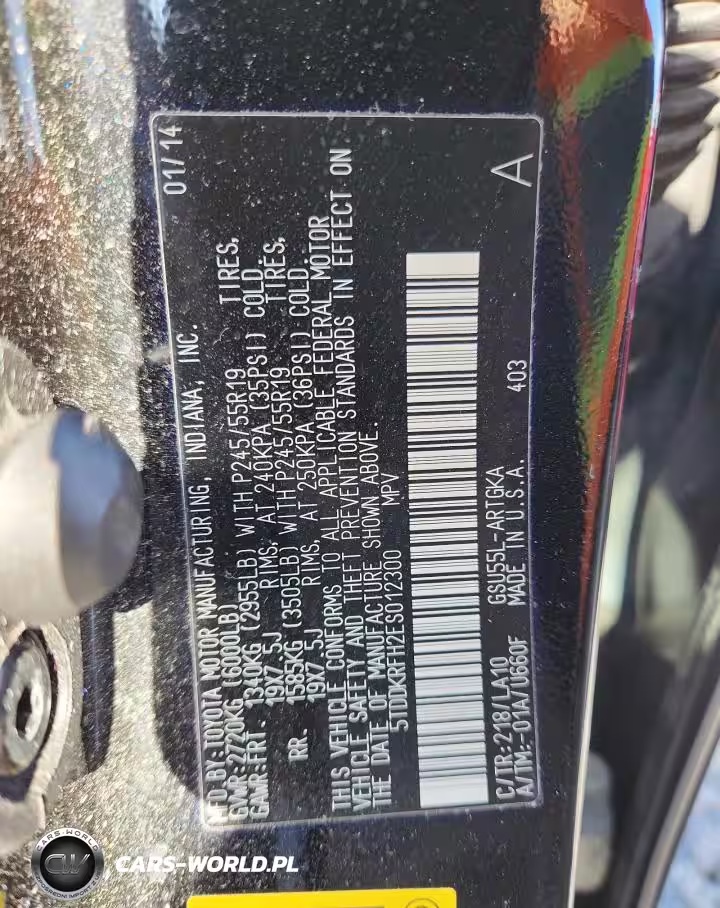 MFD BY: TOYOTA MOTOR MANUFACTURING, INDIANA, INC. 01/14
GVWR: 2720KG (6000LB)
GAWR: FRT. 1340KG (2955LB) WITH P245/55R19 TIRES,
19X7.5J RIMS, AT 240KPA (35PSI) COLD.
RR. 1585KG (3505LB) WITH P245/55R19 TIRES,
19X7.5J RIMS, AT 250KPA (36PSI) COLD.
THIS VEHICLE CONFORMS TO ALL APPLICABLE FEDERAL MOTOR
VEHICLE SAFETY AND THEFT PREVENTION STANDARDS IN EFFECT ON
THE DATE OF MANUFACTURE SHOWN ABOVE.
5TDDKRFH2ES012300 MPV
C/TR: 218/LA10 GSU55L-ARTGKA
A/TM: -01A/U660F MADE IN U.S.A. 403 A
CARS-WORLD
CW
CARS-WORLD.PL